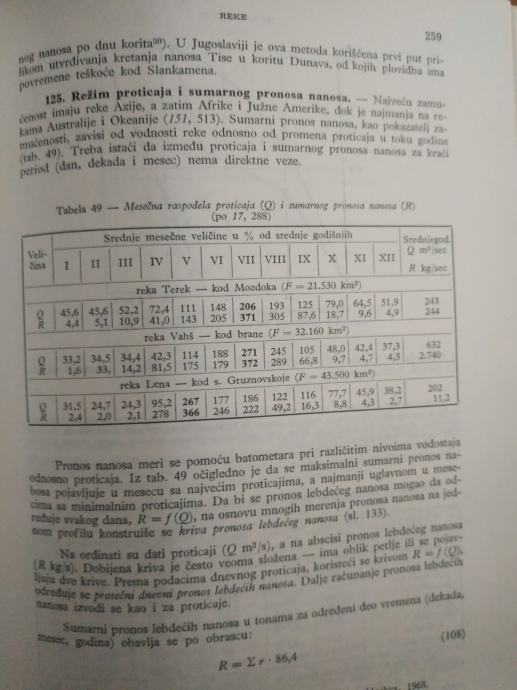 REKE
259
nog nanosa po dnu korita⁵⁰). U Jugoslaviji je ova metoda korišćena prvi put pri-
likom utvrđivanja kretanja nanosa Tise u koritu Dunava, od kojih plovidba ima
povremene teškoće kod Slankamena.
125. Režim proticaja i sumarnog pronosa nanosa. — Najveću zamu-
ćenost imaju reke Azije, a zatim Afrike i Južne Amerike, dok je najmanja na re-
kama Australije i Okeanije (151, 513). Sumarni pronos nanosa, kao pokazatelj za-
mućenosti, zavisi od vodnosti reke odnosno od promena proticaja u toku godine
(tab. 49). Treba istaći da između proticaja i sumarnog pronosa nanosa za kraći
period (dan, dekada i mesec) nema direktne veze.
Tabela 49 — Mesečna raspodela proticaja (Q) i sumarnog pronosa nanosa (R)
(po 17, 288)
Veli-
čina
Srednje mesečne veličine u % od srednje godišnjih
Srednjegod.
Q m³/sec
R kg/sec
I II III IV V VI VII VIII IX X XI XII
reka Terek — kod Mozdoka (F = 21.530 km²)
Q 45,6 45,6 52,2 72,4 111 148 206 193 125 79,0 64,5 51,9 243
R 4,4 5,1 10,9 41,0 143 205 371 305 87,6 18,7 9,6 4,9 244
reka Vahš — kod brane (F = 32.160 km²)
Q 33,2 34,5 34,4 42,3 114 188 271 245 105 48,0 42,4 37,3 632
R 1,6 33, 14,2 81,5 175 179 372 289 66,8 9,7 4,7 4,3 2.740
reka Lena — kod s. Gruznovskoje (F = 43.500 km²)
Q 31,5 24,7 24,3 95,2 267 177 186 122 116 77,7 45,9 38,2 202
R 2,4 2,0 2,1 278 366 246 222 49,2 16,3 8,8 4,3 2,7 11,2
Pronos nanosa meri se pomoću batometara pri različitim nivoima vodostaja
odnosno proticaja. Iz tab. 49 očigledno je da se maksimalni sumarni pronos na-
nosa pojavljuje u mesecu sa najvećim proticajima, a najmanji uglavnom u mese-
cima sa minimalnim proticajima. Da bi se pronos lebdećeg nanosa mogao da od-
ređuje svakog dana, R = f (Q), na osnovu mnogih merenja pronosa nanosa na jed-
nom profilu konstruiše se kriva pronosa lebdećeg nanosa (sl. 133).
Na ordinati su dati proticaji (Q m³/s), a na abscisi pronos lebdećeg nanosa
(R kg/s). Dobijena kriva je često veoma složena — ima oblik petlje ili se pojav-
ljuju dve krive. Prema podacima dnevnog proticaja, koristeći se krivom R = f (Q),
određuje se prosečni dnevni pronos lebdećih nanosa. Dalje računanje pronosa lebdećih
nanosa izvodi se kao i za proticaje.
Sumarni pronos lebdećih nanosa u tonama za određeni deo vremena (dekada,
mesec, godina) obavlja se po obrascu:
R = Σ r · 86,4
(108)
1968.